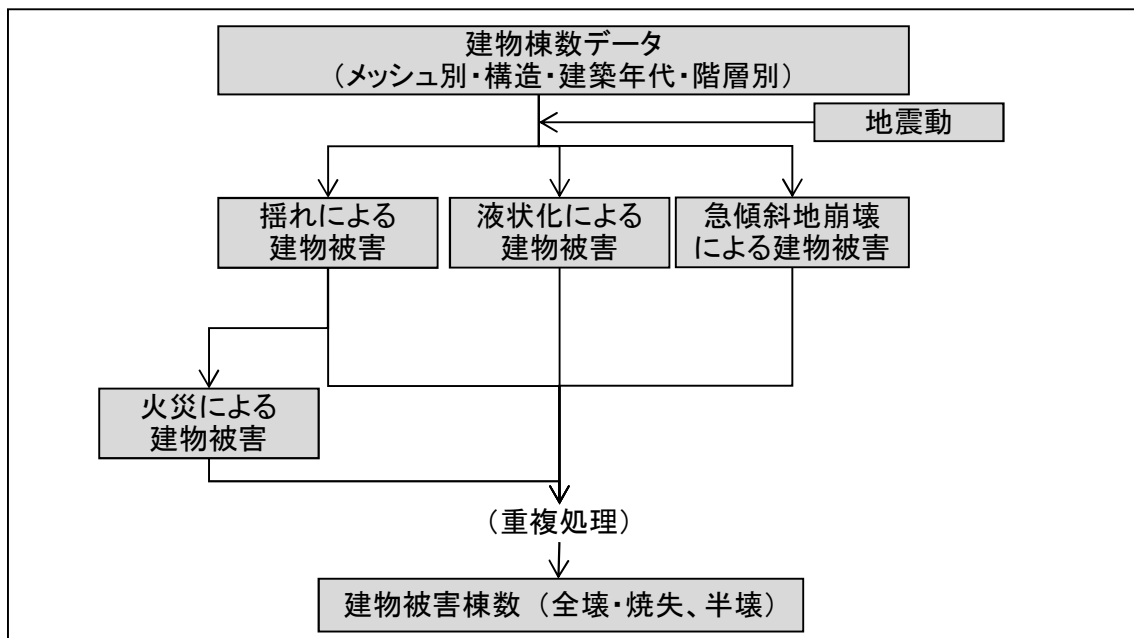 建物棟数データ
（メッシュ別・構造・建築年代・階層別）
地震動
揺れによる
建物被害
液状化による
建物被害
急傾斜地崩壊
による建物被害
火災による
建物被害
（重複処理）
建物被害棟数（全壊・焼失、半壊）